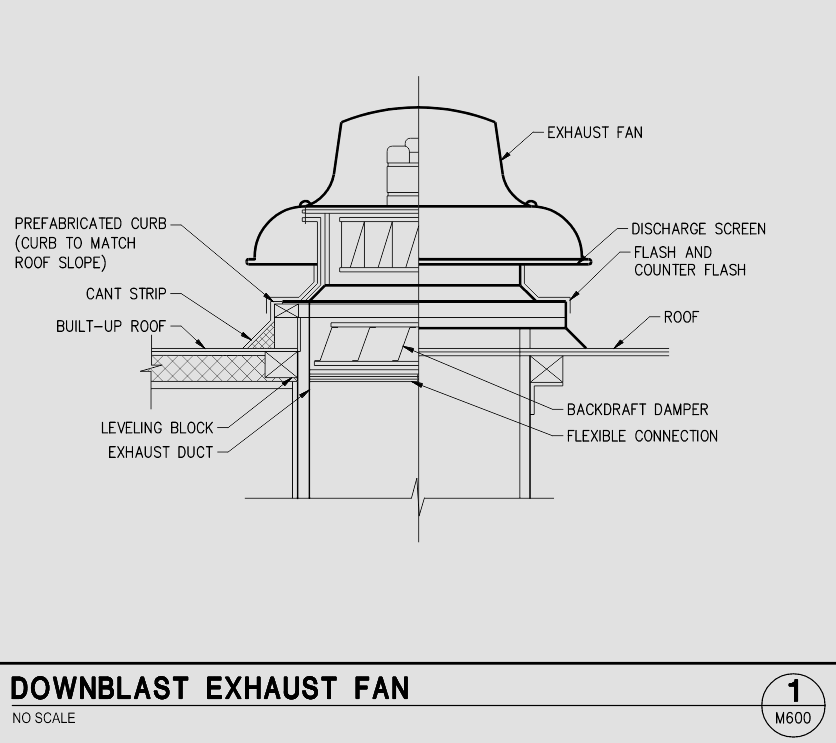 EXHAUST FAN
PREFABRICATED CURB
(CURB TO MATCH
ROOF SLOPE)
DISCHARGE SCREEN
FLASH AND
COUNTER FLASH
CANT STRIP
BUILT-UP ROOF
ROOF
LEVELING BLOCK
EXHAUST DUCT
BACKDRAFT DAMPER
FLEXIBLE CONNECTION
DOWNBLAST EXHAUST FAN
NO SCALE
1
M600